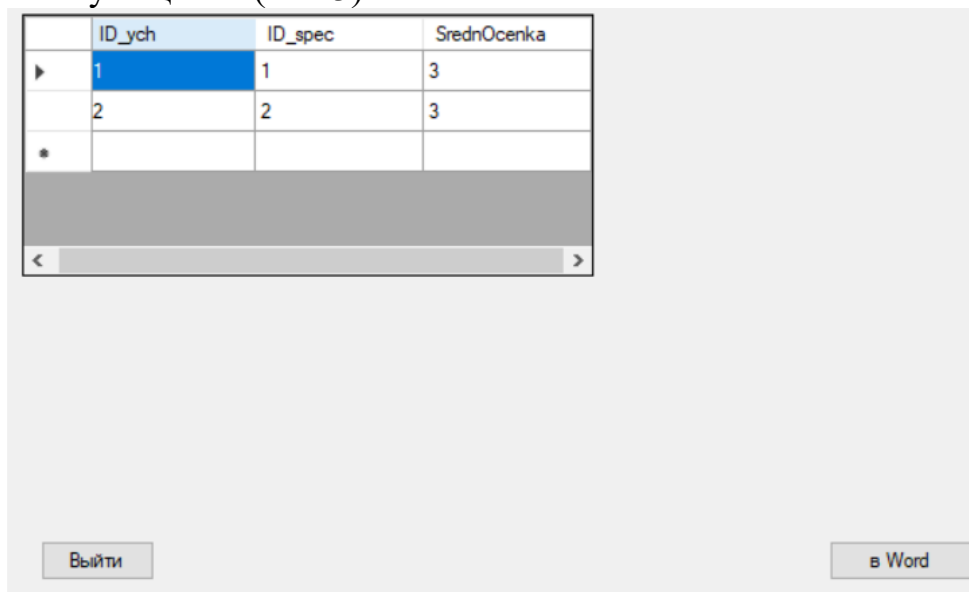 ID_ych ID_spec SrednOcenka
1 1 3
2 2 3
Выйти в Word